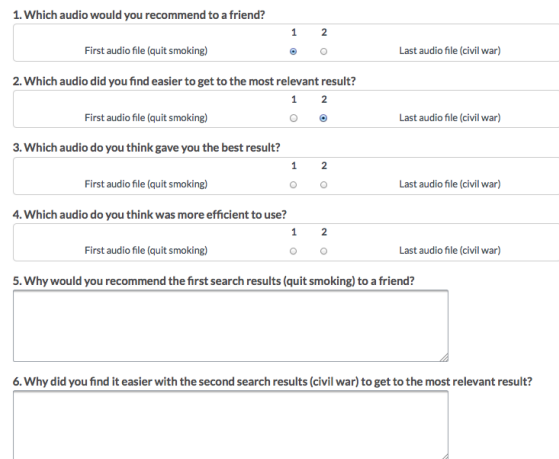 1. Which audio would you recommend to a friend?
1 2
First audio file (quit smoking) Last audio file (civil war)
2. Which audio did you find easier to get to the most relevant result?
1 2
First audio file (quit smoking) Last audio file (civil war)
3. Which audio do you think gave you the best result?
1 2
First audio file (quit smoking) Last audio file (civil war)
4. Which audio do you think was more efficient to use?
1 2
First audio file (quit smoking) Last audio file (civil war)
5. Why would you recommend the first search results (quit smoking) to a friend?
6. Why did you find it easier with the second search results (civil war) to get to the most relevant result?